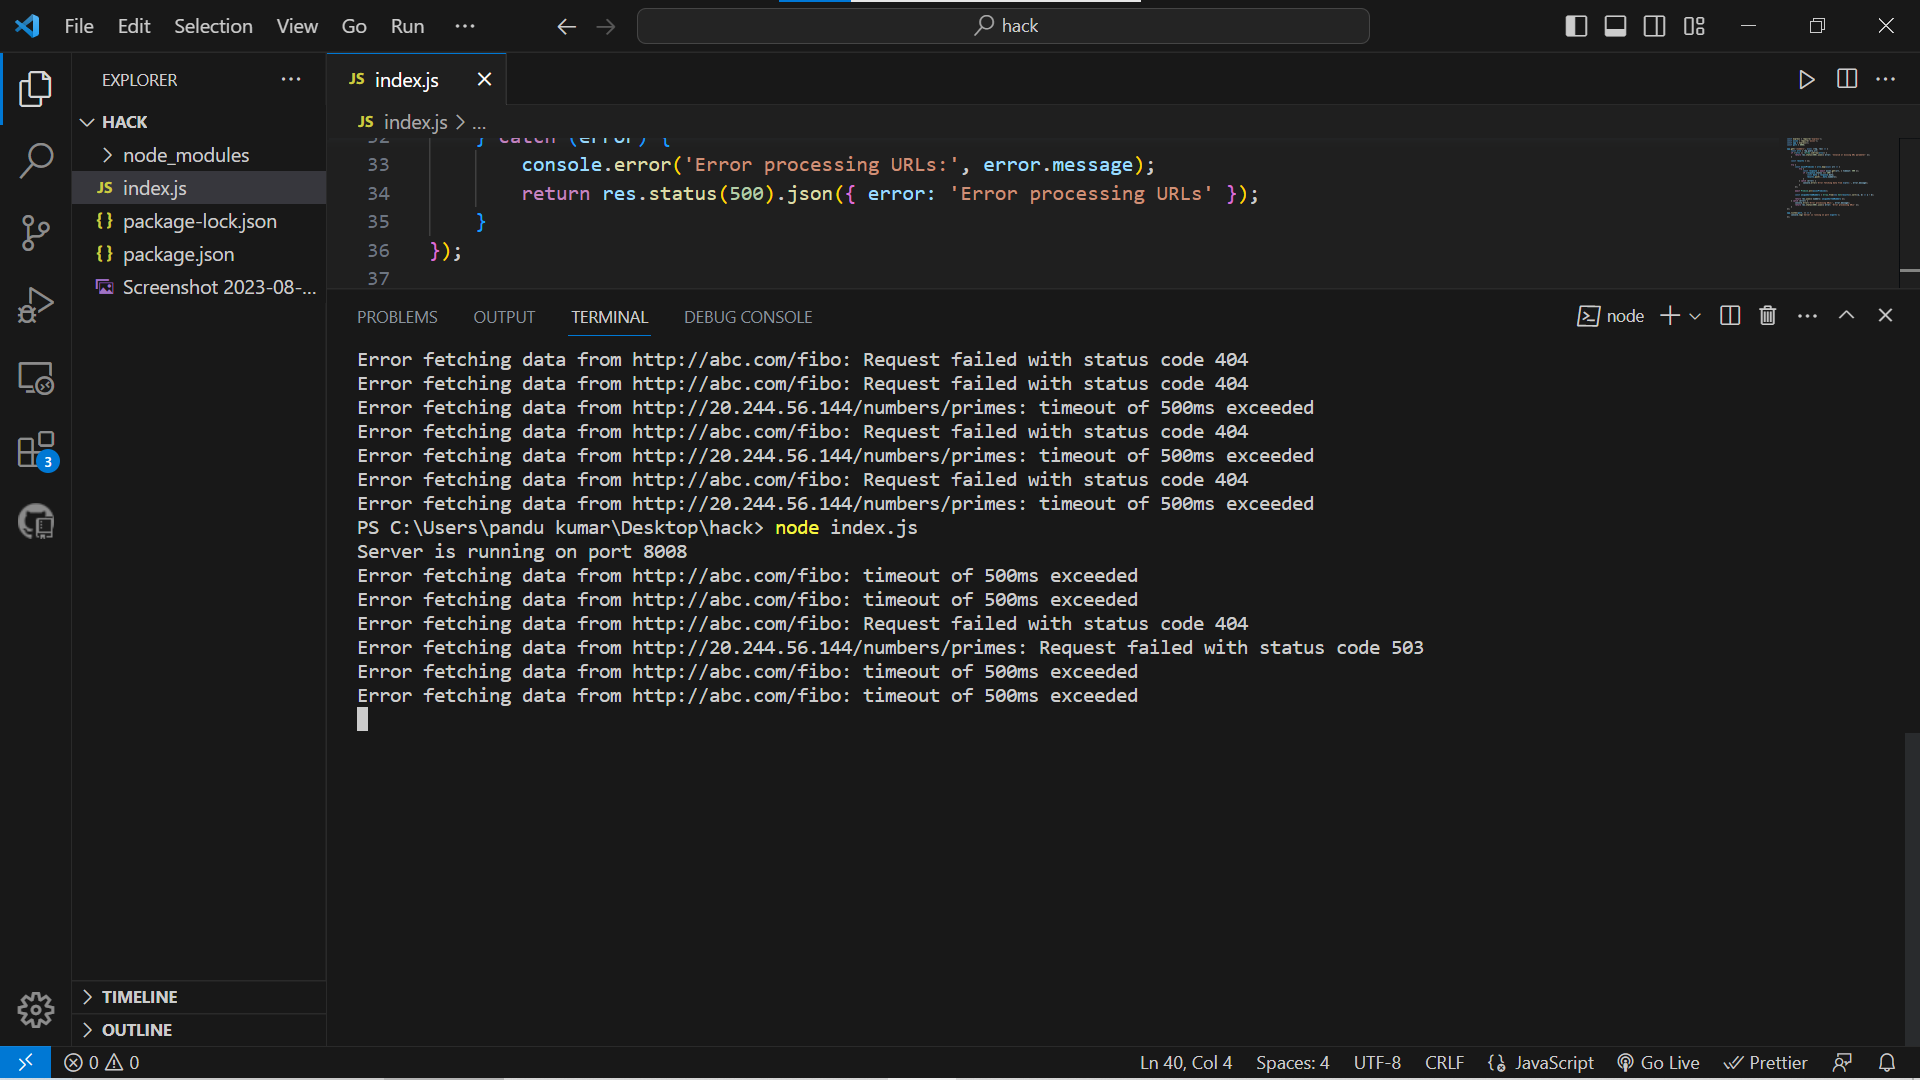 File Edit Selection View Go Run ···
hack
EXPLORER ···
HACK
node_modules
JS index.js
{} package-lock.json
{} package.json
Screenshot 2023-08-...
3
TIMELINE
OUTLINE
JS index.js
JS index.js > ...
32 } catch (error) {
33 console.error('Error processing URLs:', error.message);
34 return res.status(500).json({ error: 'Error processing URLs' });
35 }
36 });
37
PROBLEMS OUTPUT TERMINAL DEBUG CONSOLE
node
Error fetching data from http://abc.com/fibo: Request failed with status code 404
Error fetching data from http://abc.com/fibo: Request failed with status code 404
Error fetching data from http://20.244.56.144/numbers/primes: timeout of 500ms exceeded
Error fetching data from http://abc.com/fibo: Request failed with status code 404
Error fetching data from http://20.244.56.144/numbers/primes: timeout of 500ms exceeded
Error fetching data from http://abc.com/fibo: Request failed with status code 404
Error fetching data from http://20.244.56.144/numbers/primes: timeout of 500ms exceeded
PS C:\Users\pandu kumar\Desktop\hack> node index.js
Server is running on port 8008
Error fetching data from http://abc.com/fibo: timeout of 500ms exceeded
Error fetching data from http://abc.com/fibo: timeout of 500ms exceeded
Error fetching data from http://abc.com/fibo: Request failed with status code 404
Error fetching data from http://20.244.56.144/numbers/primes: Request failed with status code 503
Error fetching data from http://abc.com/fibo: timeout of 500ms exceeded
Error fetching data from http://abc.com/fibo: timeout of 500ms exceeded
0 0
Ln 40, Col 4 Spaces: 4 UTF-8 CRLF {} JavaScript Go Live Prettier